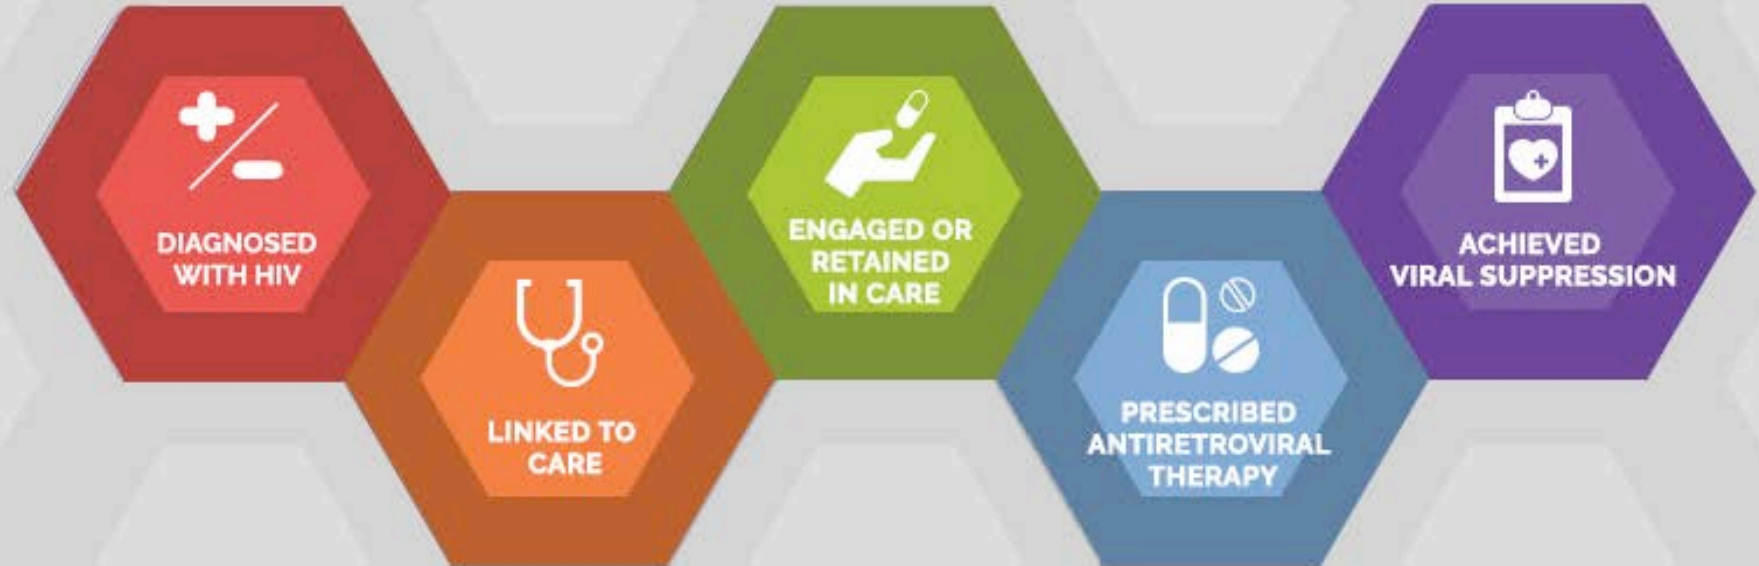 DIAGNOSED
WITH HIV
LINKED TO
CARE
ENGAGED OR
RETAINED
IN CARE
PRESCRIBED
ANTIRETROVIRAL
THERAPY
ACHIEVED
VIRAL SUPPRESSION